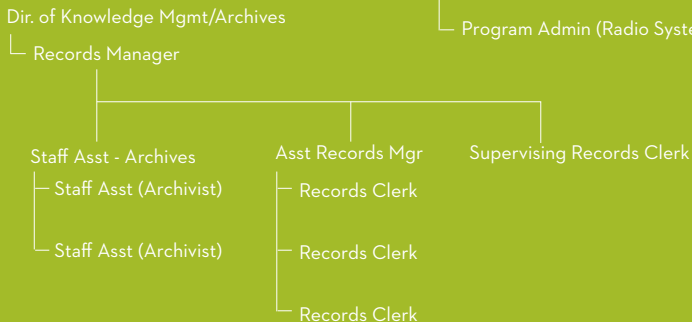 Dir. of Knowledge Mgmt/Archives
Program Admin (Radio
Records Manager
Staff Asst - Archives
Asst Records Mgr
Supervising Records Clerk
Staff Asst (Archivist)
Records Clerk
Staff Asst (Archivist)
Records Clerk
Records Clerk